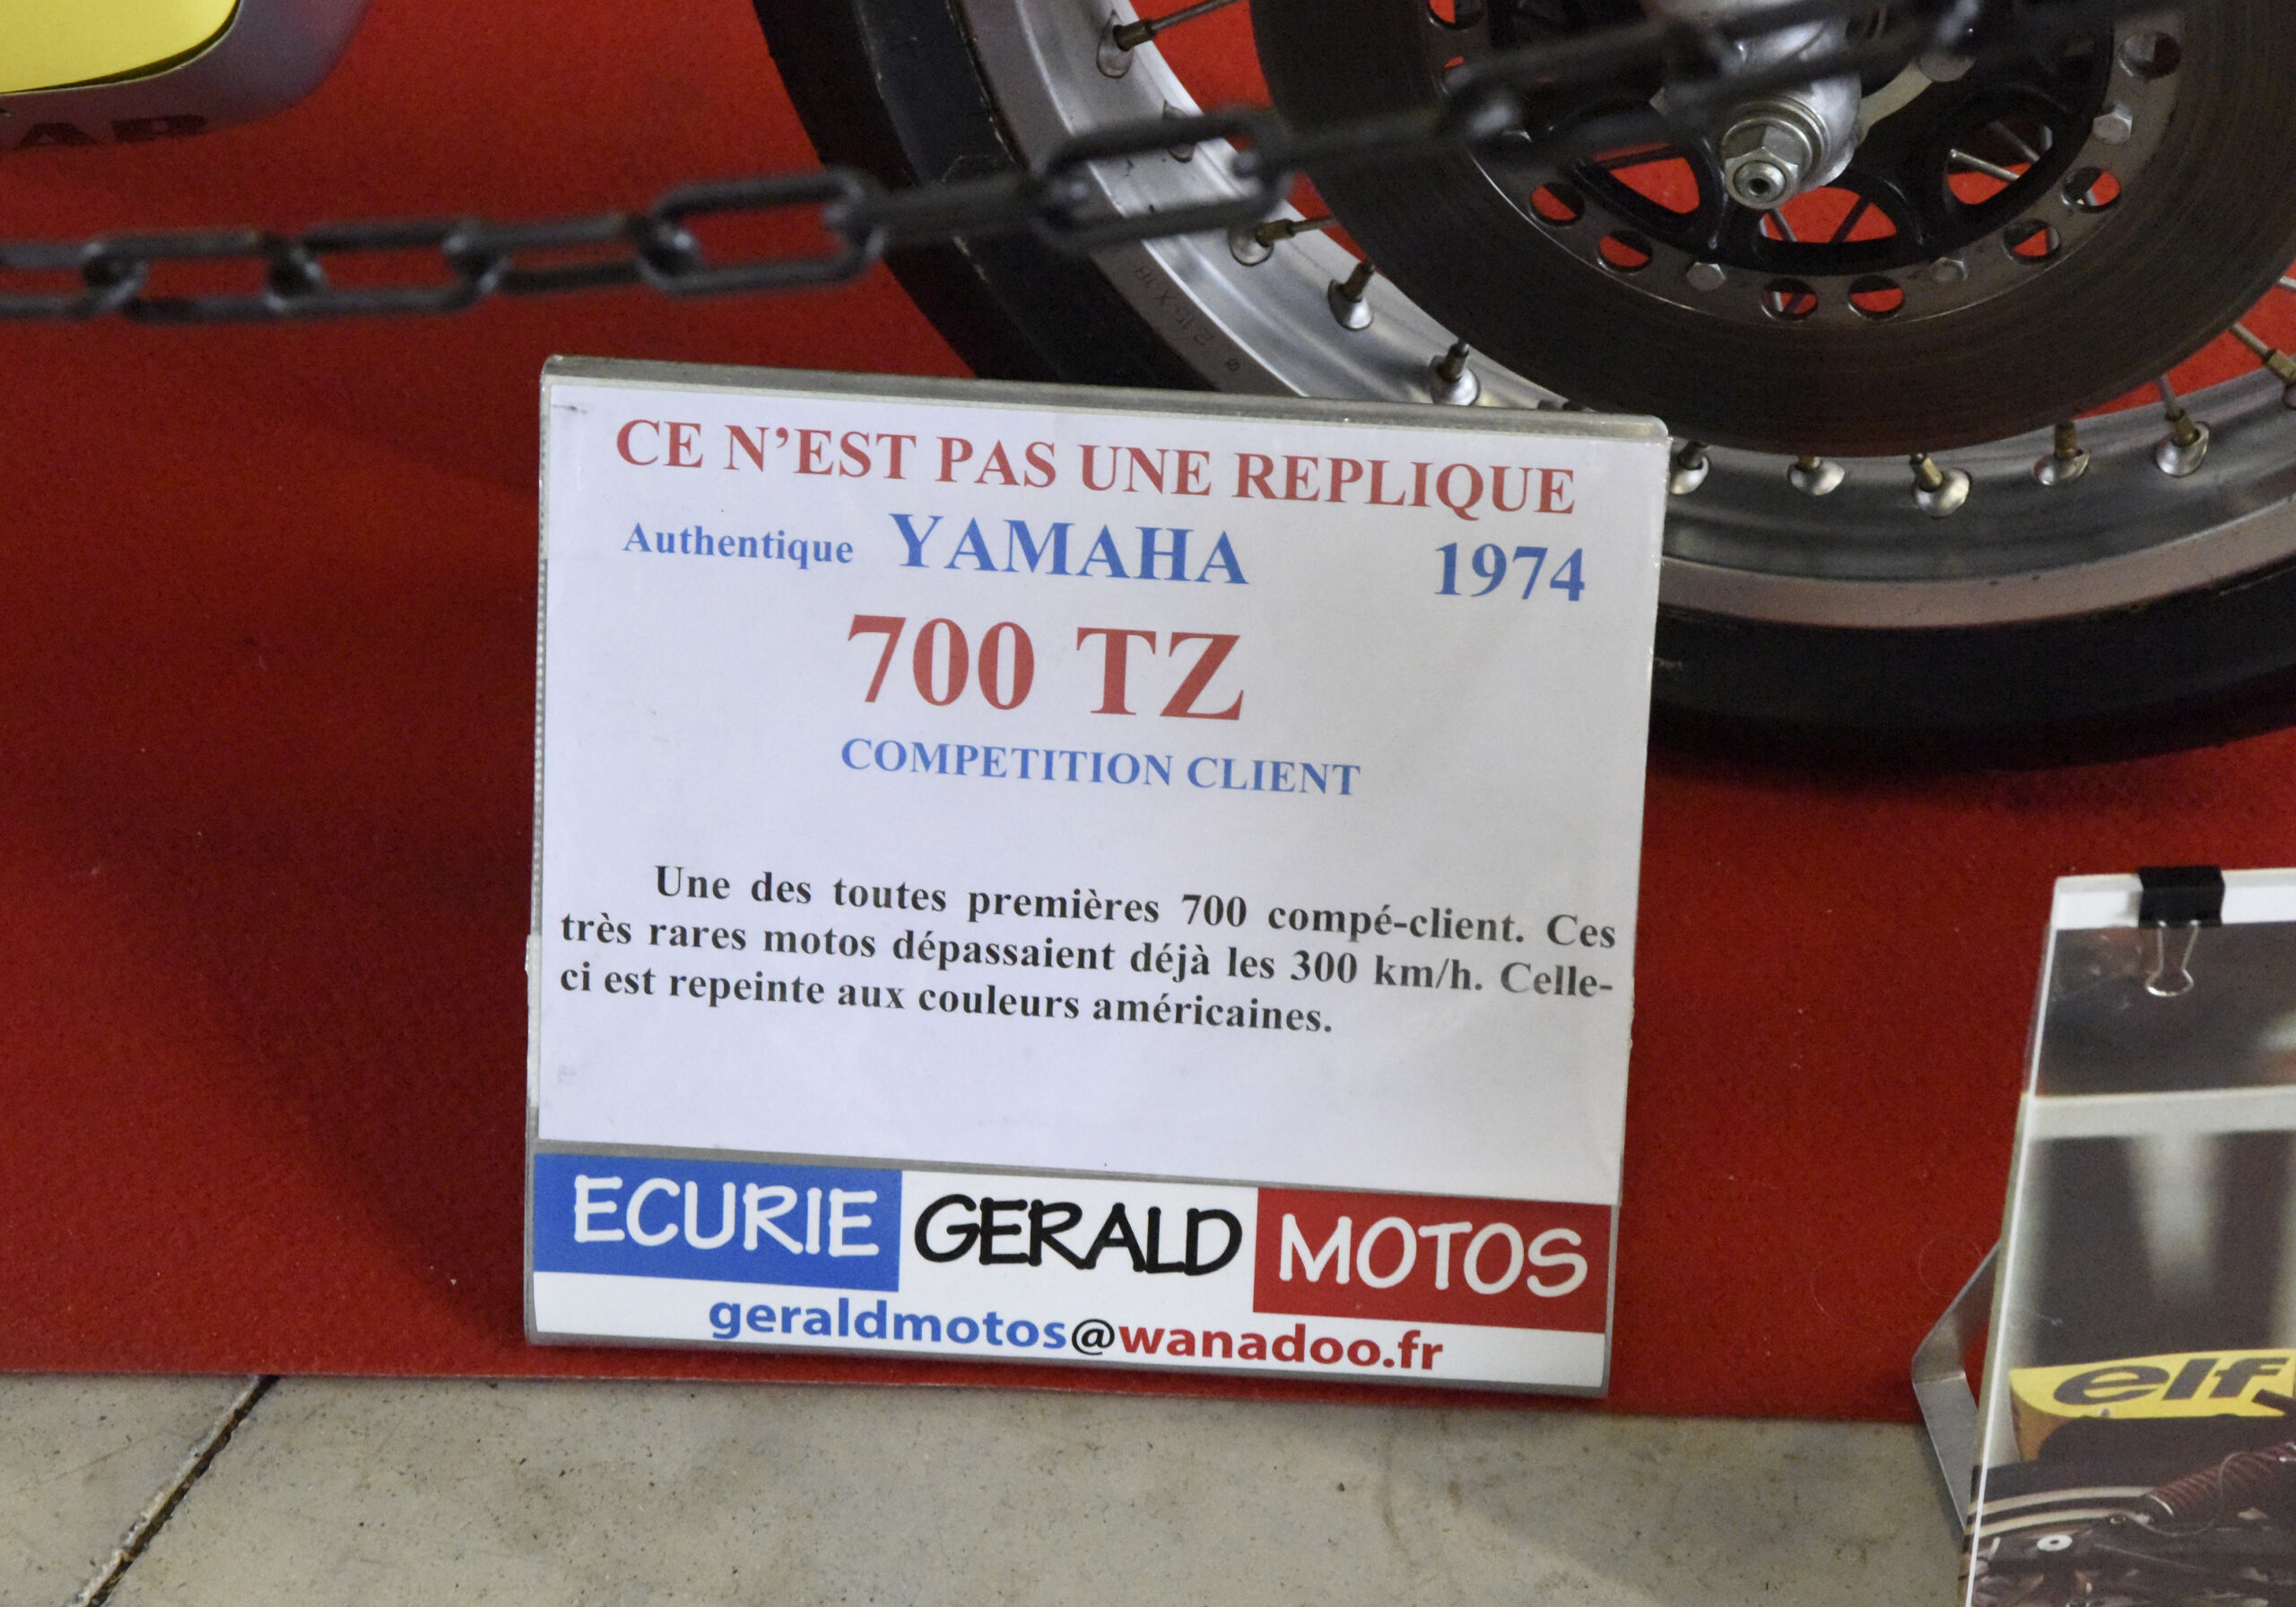 CE N'EST PAS UNE REPLIQUE
Authentique YAMAHA 1974
700 TZ
COMPETITION CLIENT
Une des toutes premières 700 compé-client. Ces
très rares motos dépassaient déjà les 300 km/h. Celle-
ci est repeinte aux couleurs américaines.
ECURIE GERALD MOTOS
geraldmotos@wanadoo.fr
elf